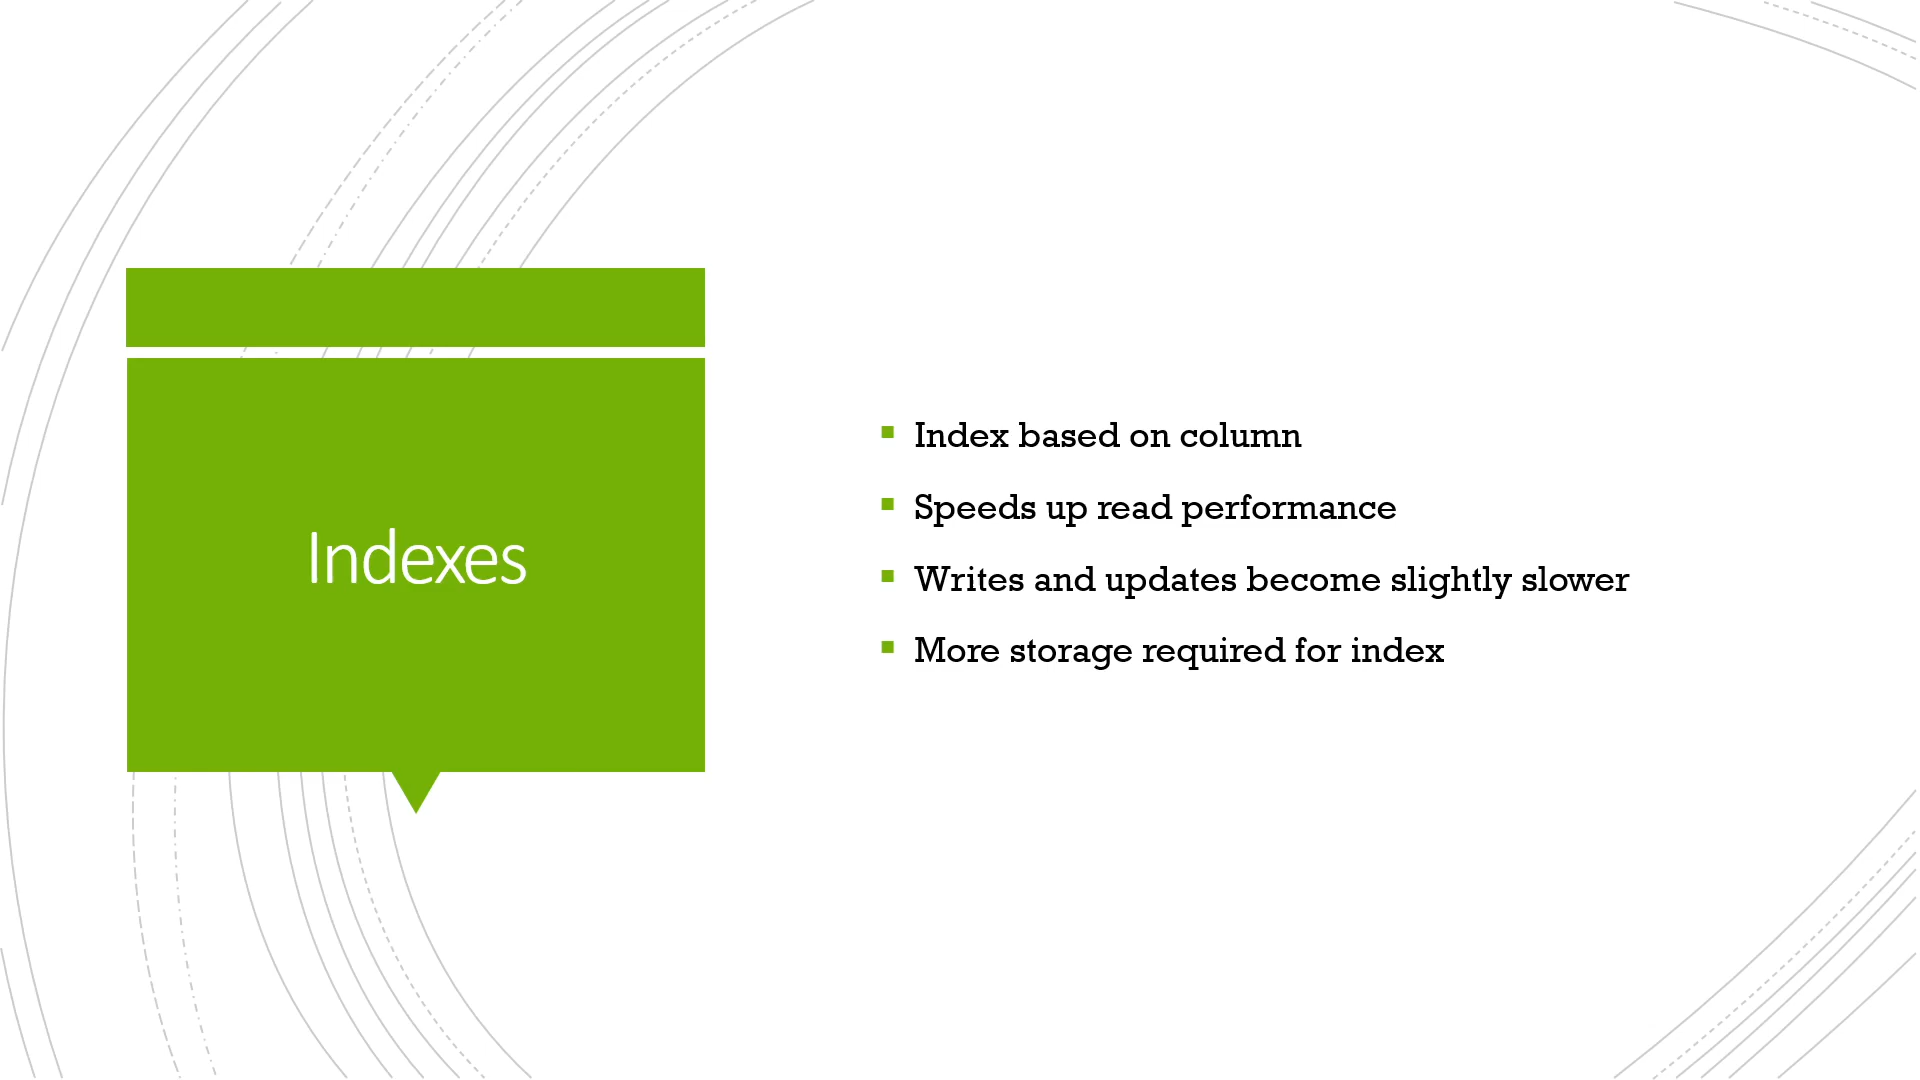 Indexes
Index based on column
Speeds up read performance
Writes and updates become slightly slower
More storage required for index